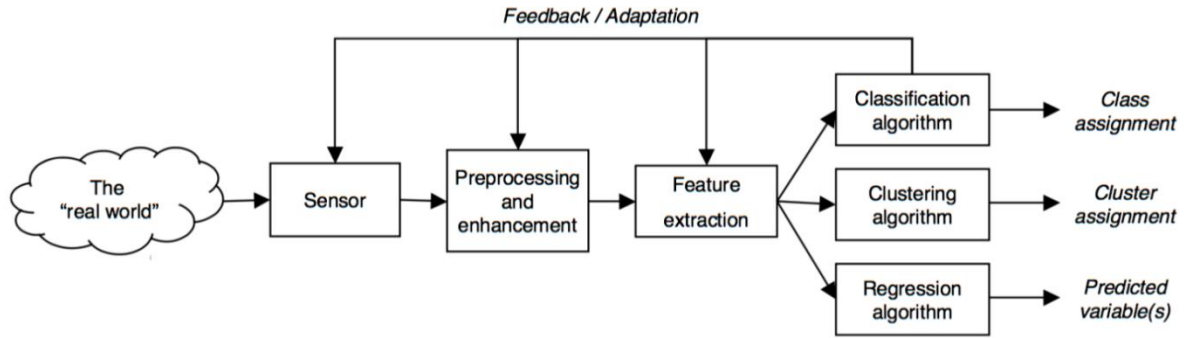 Feedback / Adaptation
The
“real world”
Sensor
Preprocessing
and
enhancement
Feature
extraction
Classification
algorithm
Class
assignment
Clustering
algorithm
Cluster
assignment
Regression
algorithm
Predicted
variable(s)